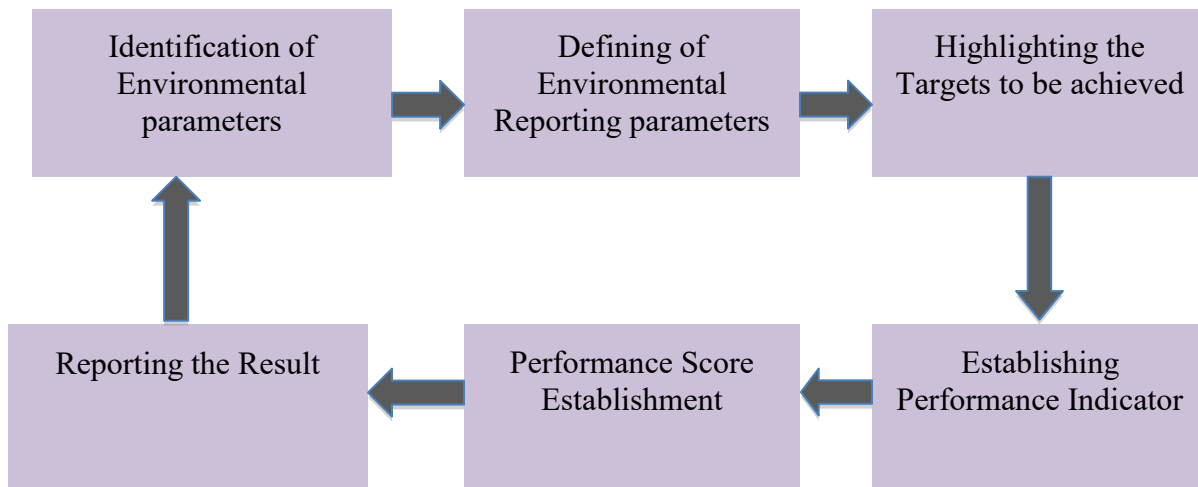 Identification of
Environmental
parameters
Defining of
Environmental
Reporting parameters
Highlighting the
Targets to be achieved
Reporting the Result
Performance Score
Establishment
Establishing
Performance Indicator